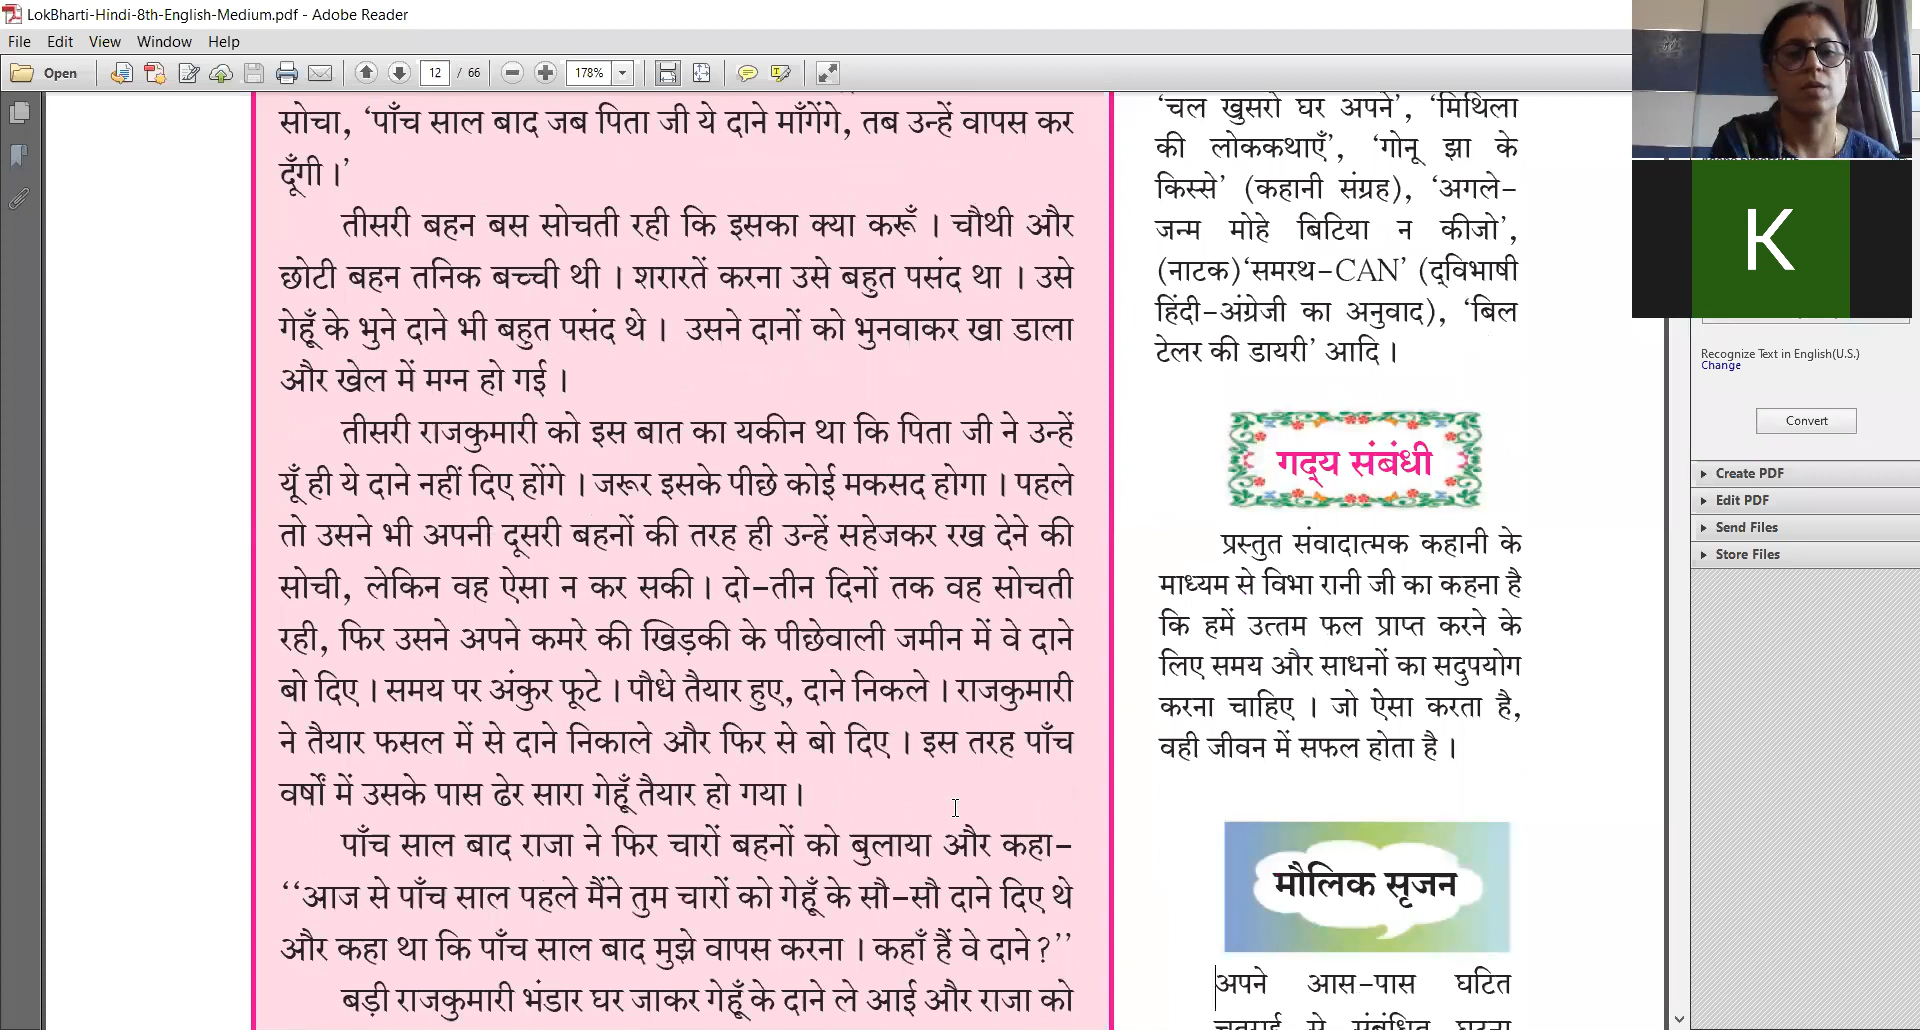 LokBharti-Hindi-8th-English-Medium.pdf - Adobe Reader
File Edit View Window Help
Open 12 / 66 178%
सोचा, ‘पाँच साल बाद जब पिता जी ये दाने माँगेंगे, तब उन्हें वापस कर
दूँगी ।’
तीसरी बहन बस सोचती रही कि इसका क्या करूँ । चौथी और
छोटी बहन तनिक बच्ची थी । शरारतें करना उसे बहुत पसंद था । उसे
गेहूँ के भुने दाने भी बहुत पसंद थे । उसने दानों को भुनवाकर खा डाला
और खेल में मग्न हो गई ।
तीसरी राजकुमारी को इस बात का यकीन था कि पिता जी ने उन्हें
यूँ ही ये दाने नहीं दिए होंगे । जरूर इसके पीछे कोई मकसद होगा । पहले
तो उसने भी अपनी दूसरी बहनों की तरह ही उन्हें सहेजकर रख देने की
सोची, लेकिन वह ऐसा न कर सकी । दो-तीन दिनों तक वह सोचती
रही, फिर उसने अपने कमरे की खिड़की के पीछेवाली जमीन में वे दाने
बो दिए । समय पर अंकुर फूटे । पौधे तैयार हुए, दाने निकले । राजकुमारी
ने तैयार फसल में से दाने निकाले और फिर से बो दिए । इस तरह पाँच
वर्षों में उसके पास ढेर सारा गेहूँ तैयार हो गया ।
पाँच साल बाद राजा ने फिर चारों बहनों को बुलाया और कहा-
‘‘आज से पाँच साल पहले मैंने तुम चारों को गेहूँ के सौ-सौ दाने दिए थे
और कहा था कि पाँच साल बाद मुझे वापस करना । कहाँ हैं वे दाने ?’’
बड़ी राजकुमारी भंडार घर जाकर गेहूँ के दाने ले आई और राजा को
‘चल खुसरो घर अपने’, ‘मिथिला
की लोककथाएँ’, ‘गोनू झा के
किस्से’ (कहानी संग्रह), ‘अगले-
जन्म मोहे बिटिया न कीजो’,
(नाटक)‘समरथ-CAN’ (द्‌विभाषी
हिंदी-अंग्रेजी का अनुवाद), ‘बिल
टेलर की डायरी’ आदि ।
गद्‌य संबंधी
प्रस्तुत संवादात्मक कहानी के
माध्यम से विभा रानी जी का कहना है
कि हमें उत्तम फल प्राप्त करने के
लिए समय और साधनों का सदुपयोग
करना चाहिए । जो ऐसा करता है,
वही जीवन में सफल होता है ।
मौलिक सृजन
अपने आस-पास घटित
चतुराई से संबंधित घटना
K
Recognize Text in English(U.S.)
Change
Convert
Create PDF
Edit PDF
Send Files
Store Files